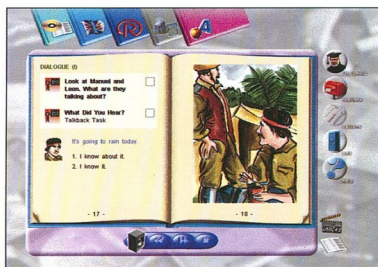 DIALOGUE (I)
Look at Manuel and
Leon. What are they
talking about?
What Did You Hear?
Talkback Task
It's going to rain today.
1. I know about it.
2. I know it.
- 17 -
- 18 -